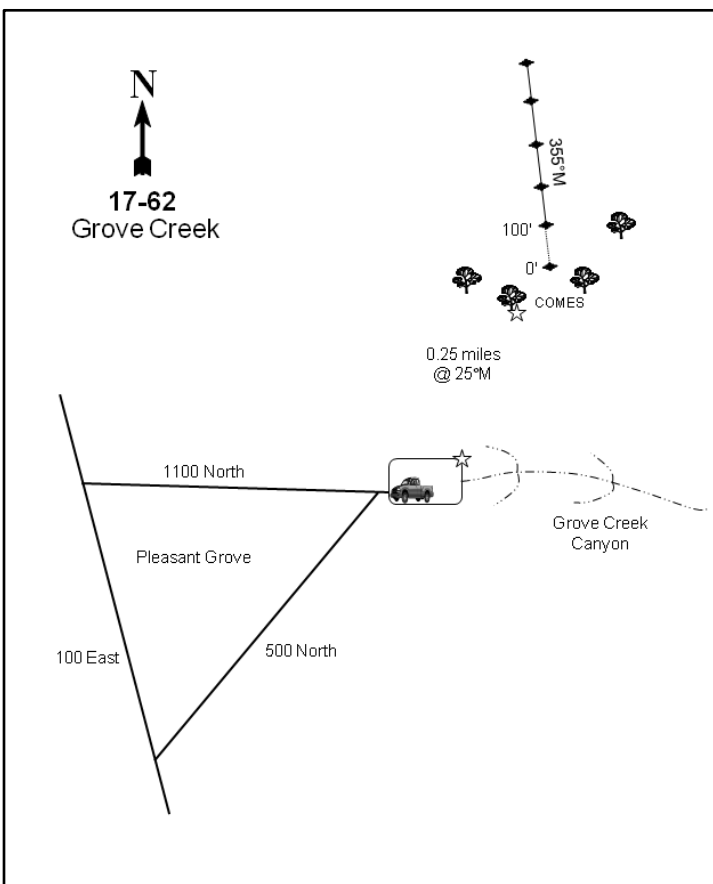 N
17-62
Grove Creek
355°M
100'
0'
COMES
0.25 miles
@ 25°M
1100 North
Grove Creek
Canyon
Pleasant Grove
500 North
100 East